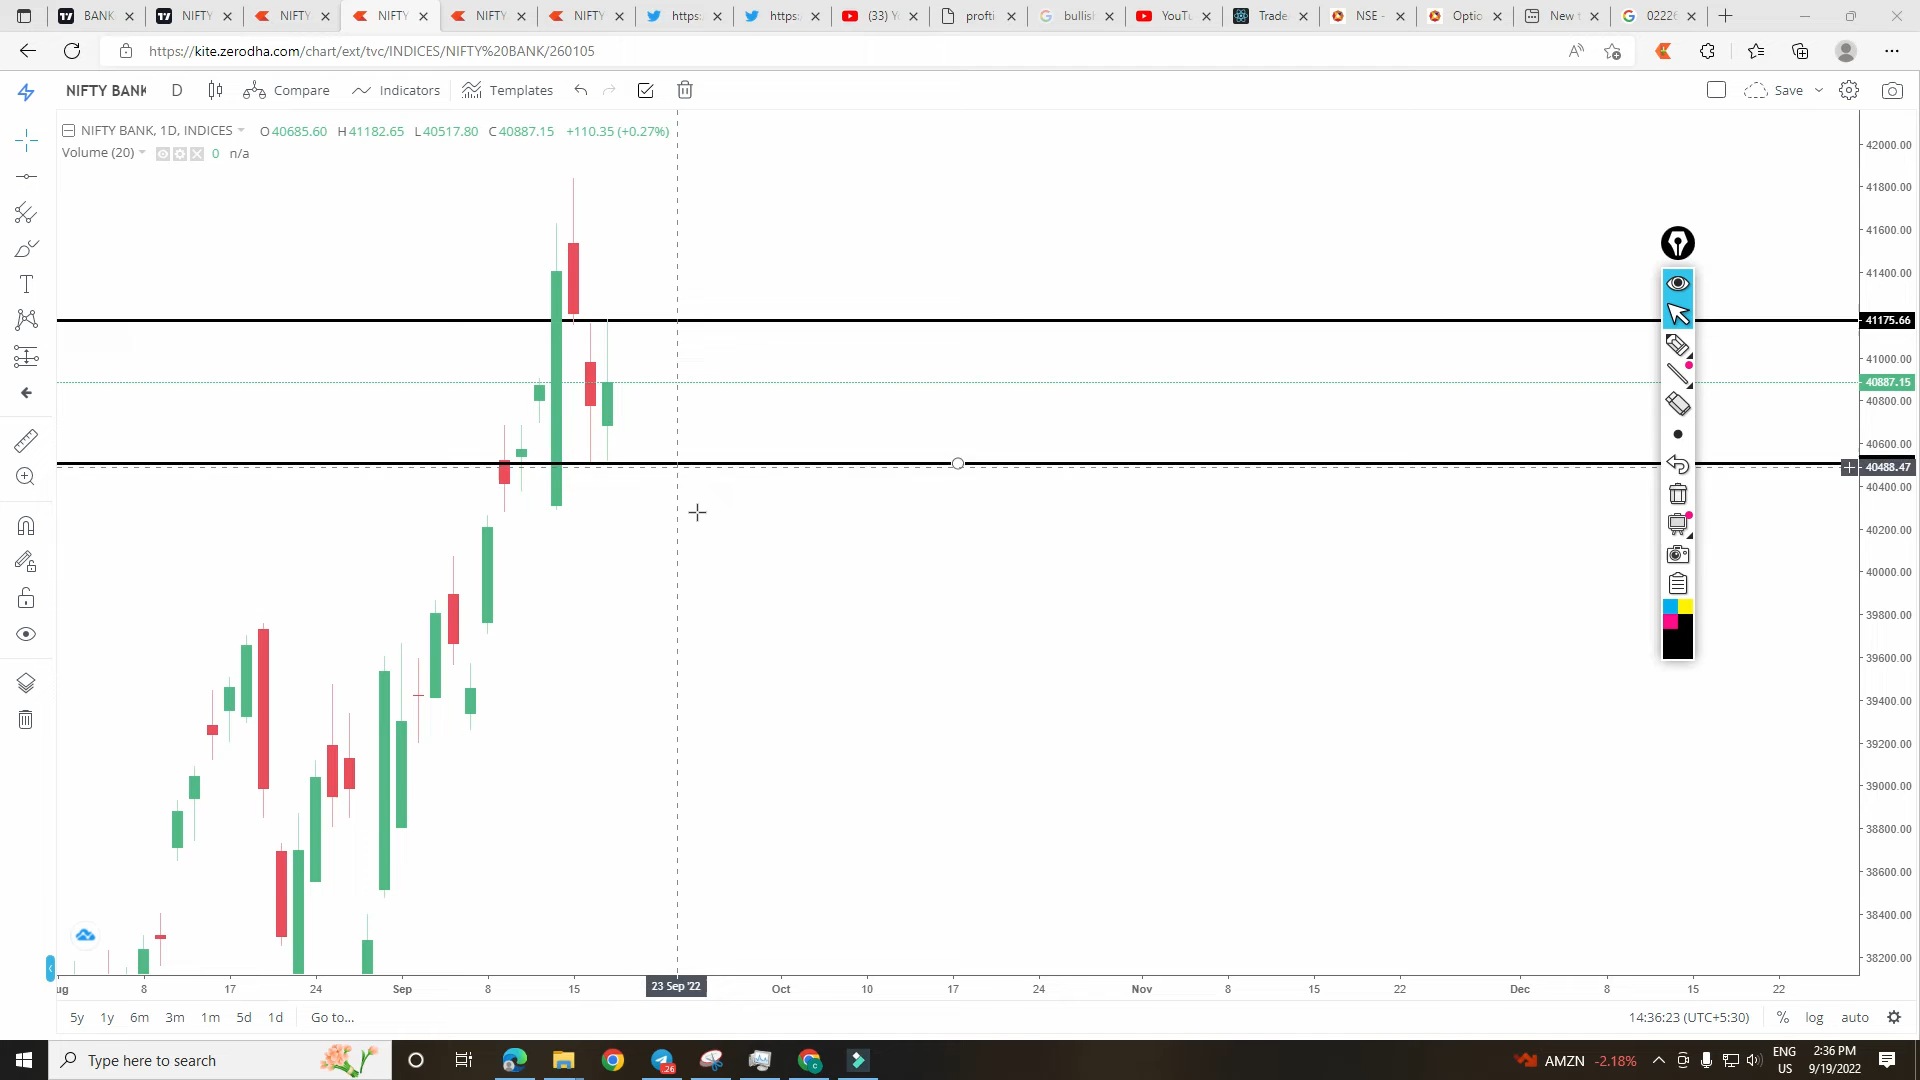 BANK
NIFTY
NIFTY
NIFTY
NIFTY
NIFTY
https:
https:
(33) Y
profti
bullis
YouTu
Trade
NSE -
Optio
New t
0222
https://kite.zerodha.com/chart/ext/tvc/INDICES/NIFTY%20BANK/260105
NIFTY BANK D Compare Indicators Templates Save
NIFTY BANK, 1D, INDICES O40685.60 H41182.65 L40517.80 C40887.15 +110.35 (+0.27%)
Volume (20) 0 n/a
42000.00
41800.00
41600.00
41400.00
41175.66
41000.00
40887.15
40800.00
40600.00
40488.47
40400.00
40200.00
40000.00
39800.00
39600.00
39400.00
39200.00
39000.00
38800.00
38600.00
38400.00
38200.00
ug 8 17 24 Sep 8 15 23 Sep '22 Oct 10 17 24 Nov 8 15 22 Dec 8 15 22
5y 1y 6m 3m 1m 5d 1d Go to... 14:36:23 (UTC+5:30) % log auto
Type here to search .26 AMZN -2.18% ENG US 2:36 PM 9/19/2022